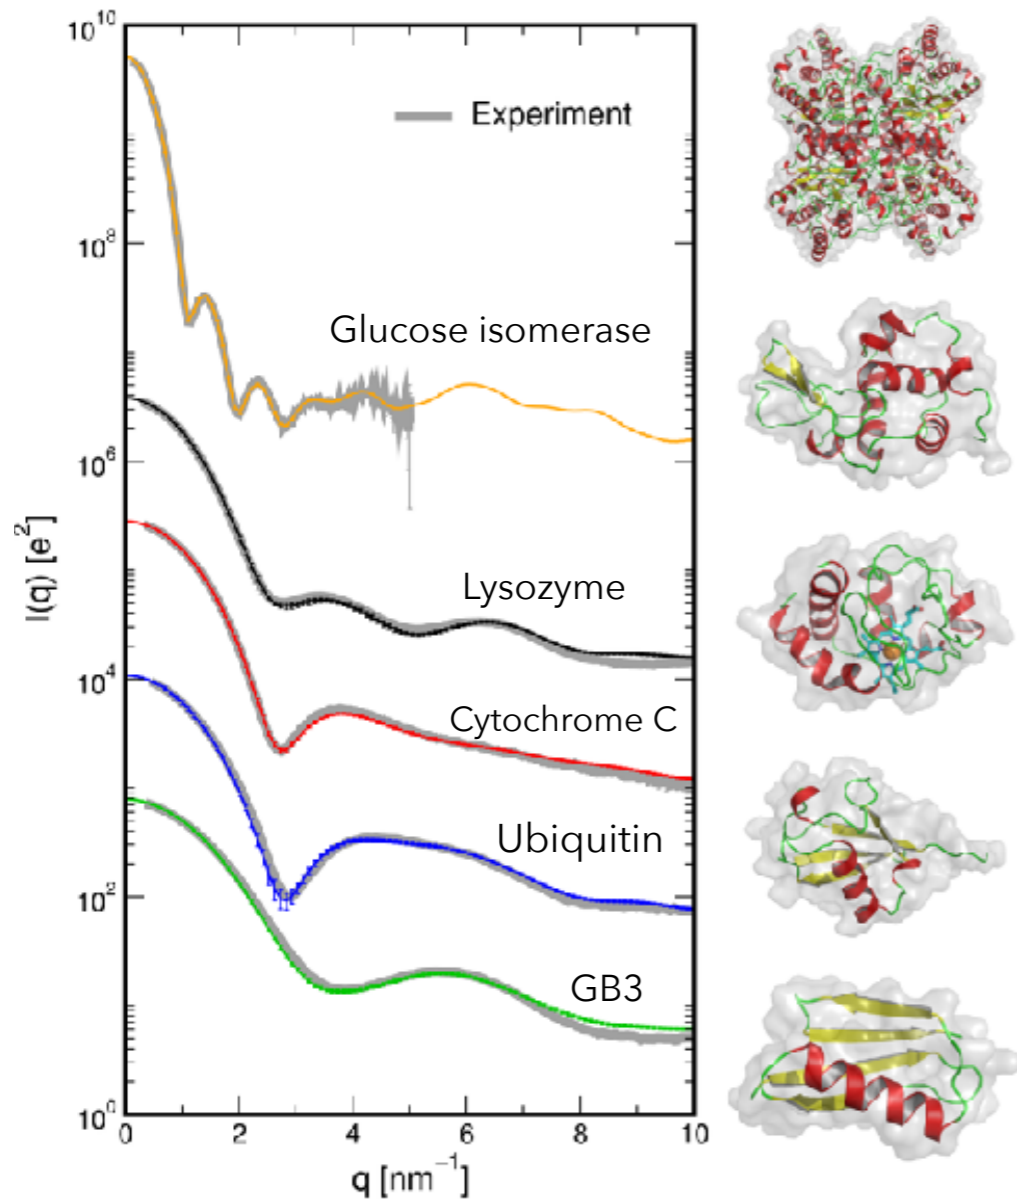 10^10
Experiment
10^8
Glucose isomerase
10^6
I(q) [e^2]
Lysozyme
10^4
Cytochrome C
Ubiquitin
10^2
GB3
10^0
0 2 4 6 8 10
q [nm^−1]